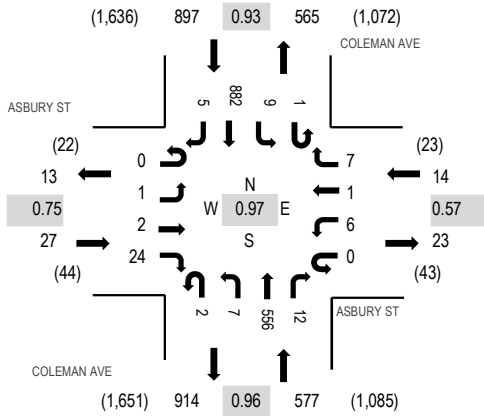 (1,636) 897 0.93 565 (1,072)
COLEMAN AVE
5 882 9 1
ASBURY ST
(22) 0 7 (23)
13 1 N 1 14
0.75 W 0.97 E 0.57
27 2 S 6 23
(44) 24 0 (43)
2 7 556 12
ASBURY ST
COLEMAN AVE
(1,651) 914 0.96 577 (1,085)